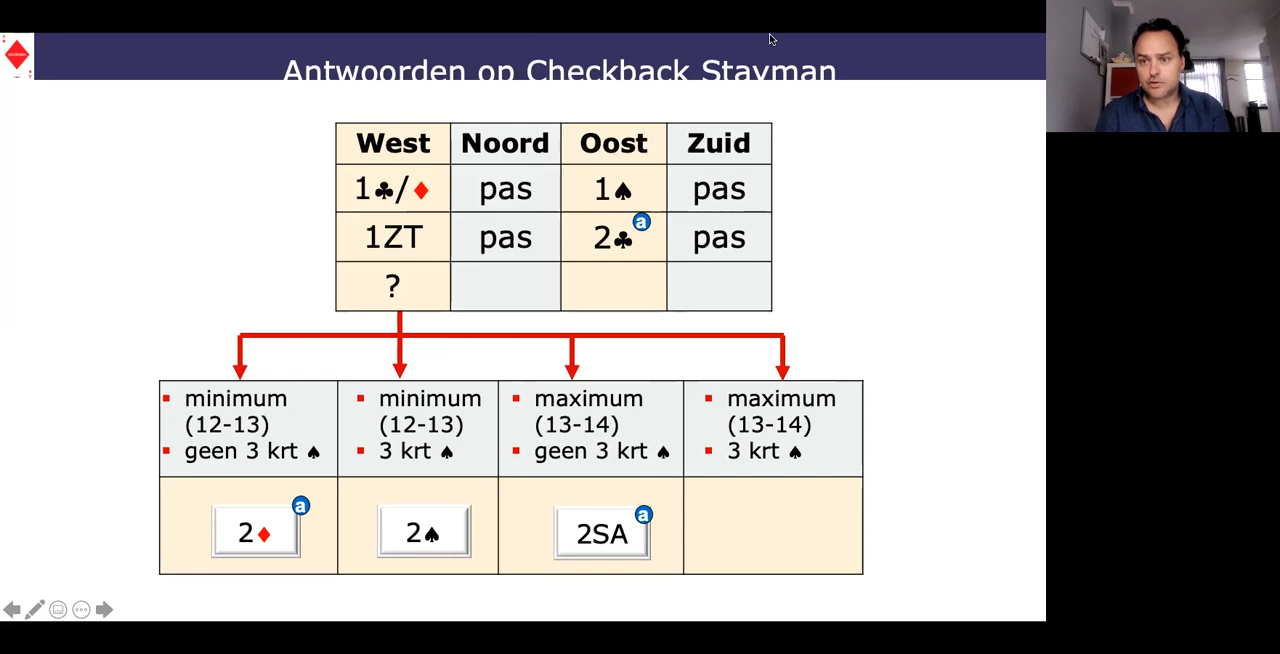 Antwoorden op Checkback Stayman
West Noord Oost Zuid
1♣/♦ pas 1♠ pas
1ZT pas 2♣ a pas
?
▪ minimum ▪ minimum ▪ maximum ▪ maximum
(12-13) (12-13) (13-14) (13-14)
▪ geen 3 krt ♠ ▪ 3 krt ♠ ▪ geen 3 krt ♠ ▪ 3 krt ♠
2♦ a 2♠ 2SA a